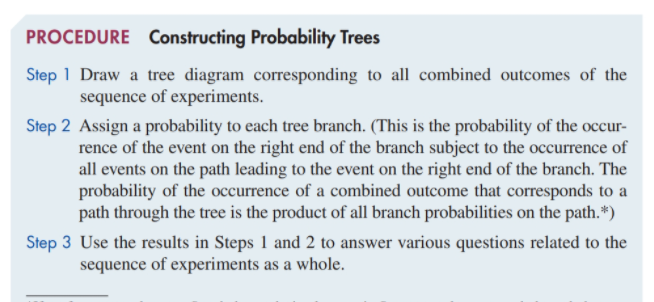 PROCEDURE Constructing Probability Trees
Step 1 Draw a tree diagram corresponding to all combined outcomes of the
sequence of experiments.
Step 2 Assign a probability to each tree branch. (This is the probability of the occur-
rence of the event on the right end of the branch subject to the occurrence of
all events on the path leading to the event on the right end of the branch. The
probability of the occurrence of a combined outcome that corresponds to a
path through the tree is the product of all branch probabilities on the path.*)
Step 3 Use the results in Steps 1 and 2 to answer various questions related to the
sequence of experiments as a whole.